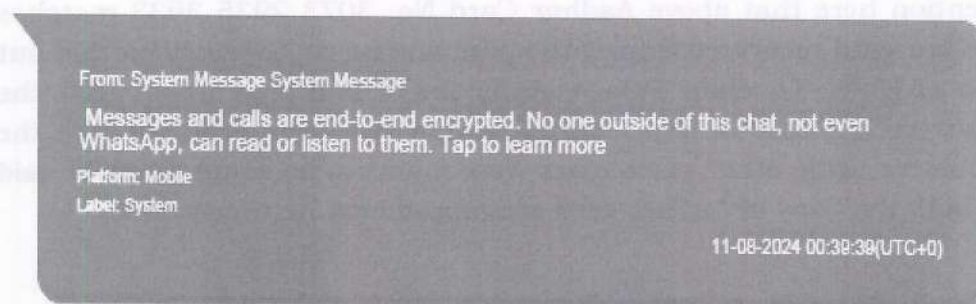 From: System Message System Message
Messages and calls are end-to-end encrypted. No one outside of this chat, not even
WhatsApp, can read or listen to them. Tap to learn more
Platform: Mobile
Label: System
11-08-2024 00:39:39(UTC+0)